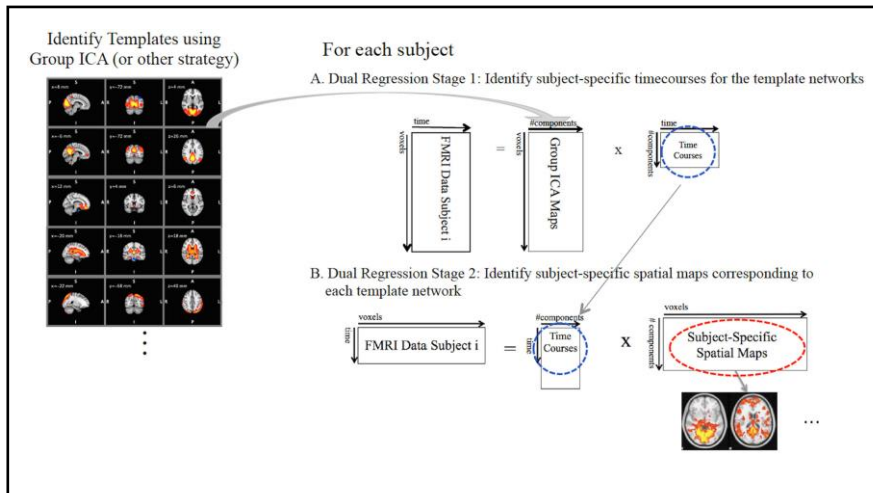 Identify Templates using
Group ICA (or other strategy)
For each subject
A. Dual Regression Stage 1: Identify subject-specific timecourses for the template networks
time
voxels
FMRI Data Subject i
=
#components
voxels
Group ICA Maps
x
time
#components
Time
Courses
B. Dual Regression Stage 2: Identify subject-specific spatial maps corresponding to
each template network
voxels
time
FMRI Data Subject i
=
#components
time
Time
Courses
x
voxels
# components
Subject-Specific
Spatial Maps
...